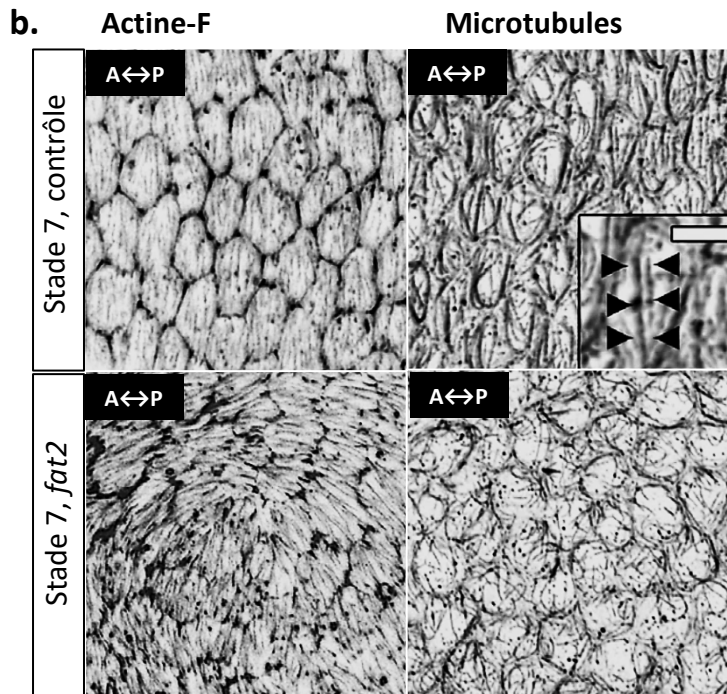 b. Actine-F Microtubules
Stade 7, contrôle
A↔P A↔P
Stade 7, fat2
A↔P A↔P